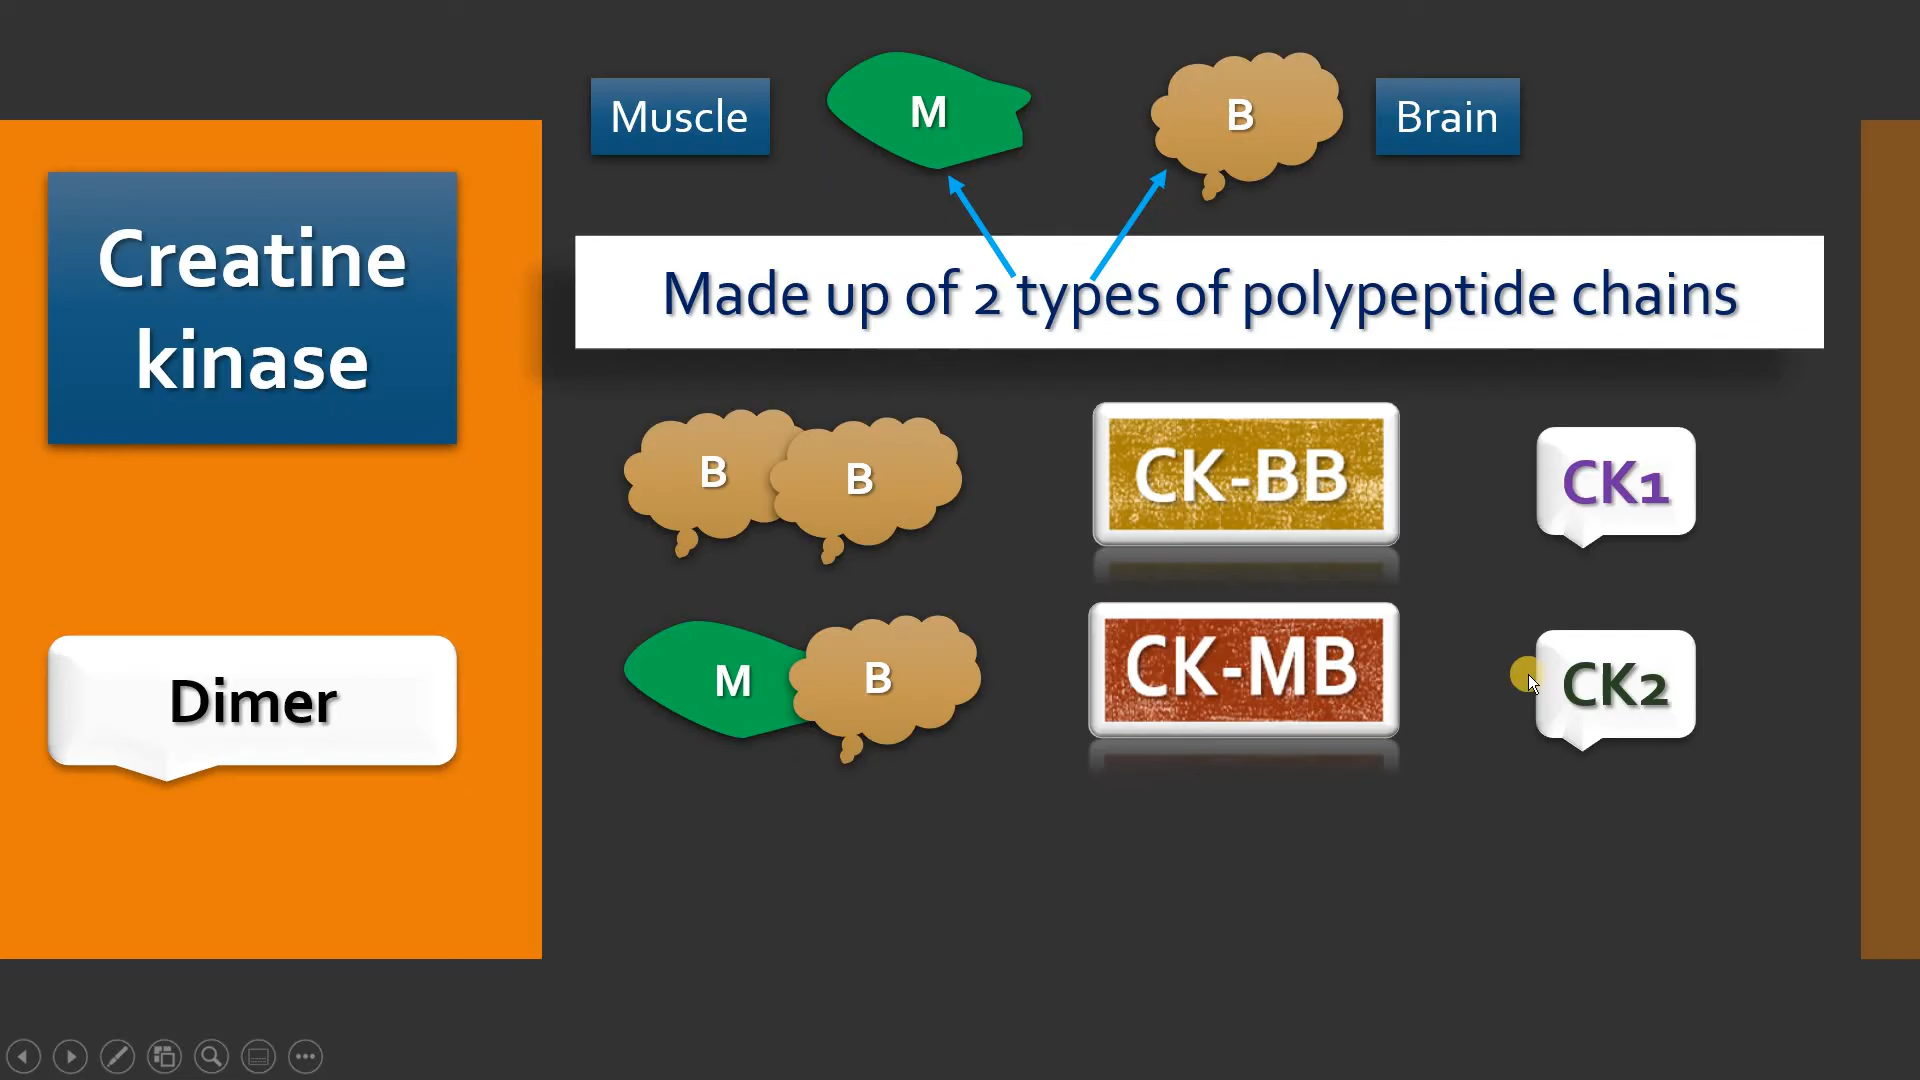 Muscle
M
B
Brain
Creatine
kinase
Made up of 2 types of polypeptide chains
B
B
CK-BB
CK1
Dimer
M
B
CK-MB
CK2